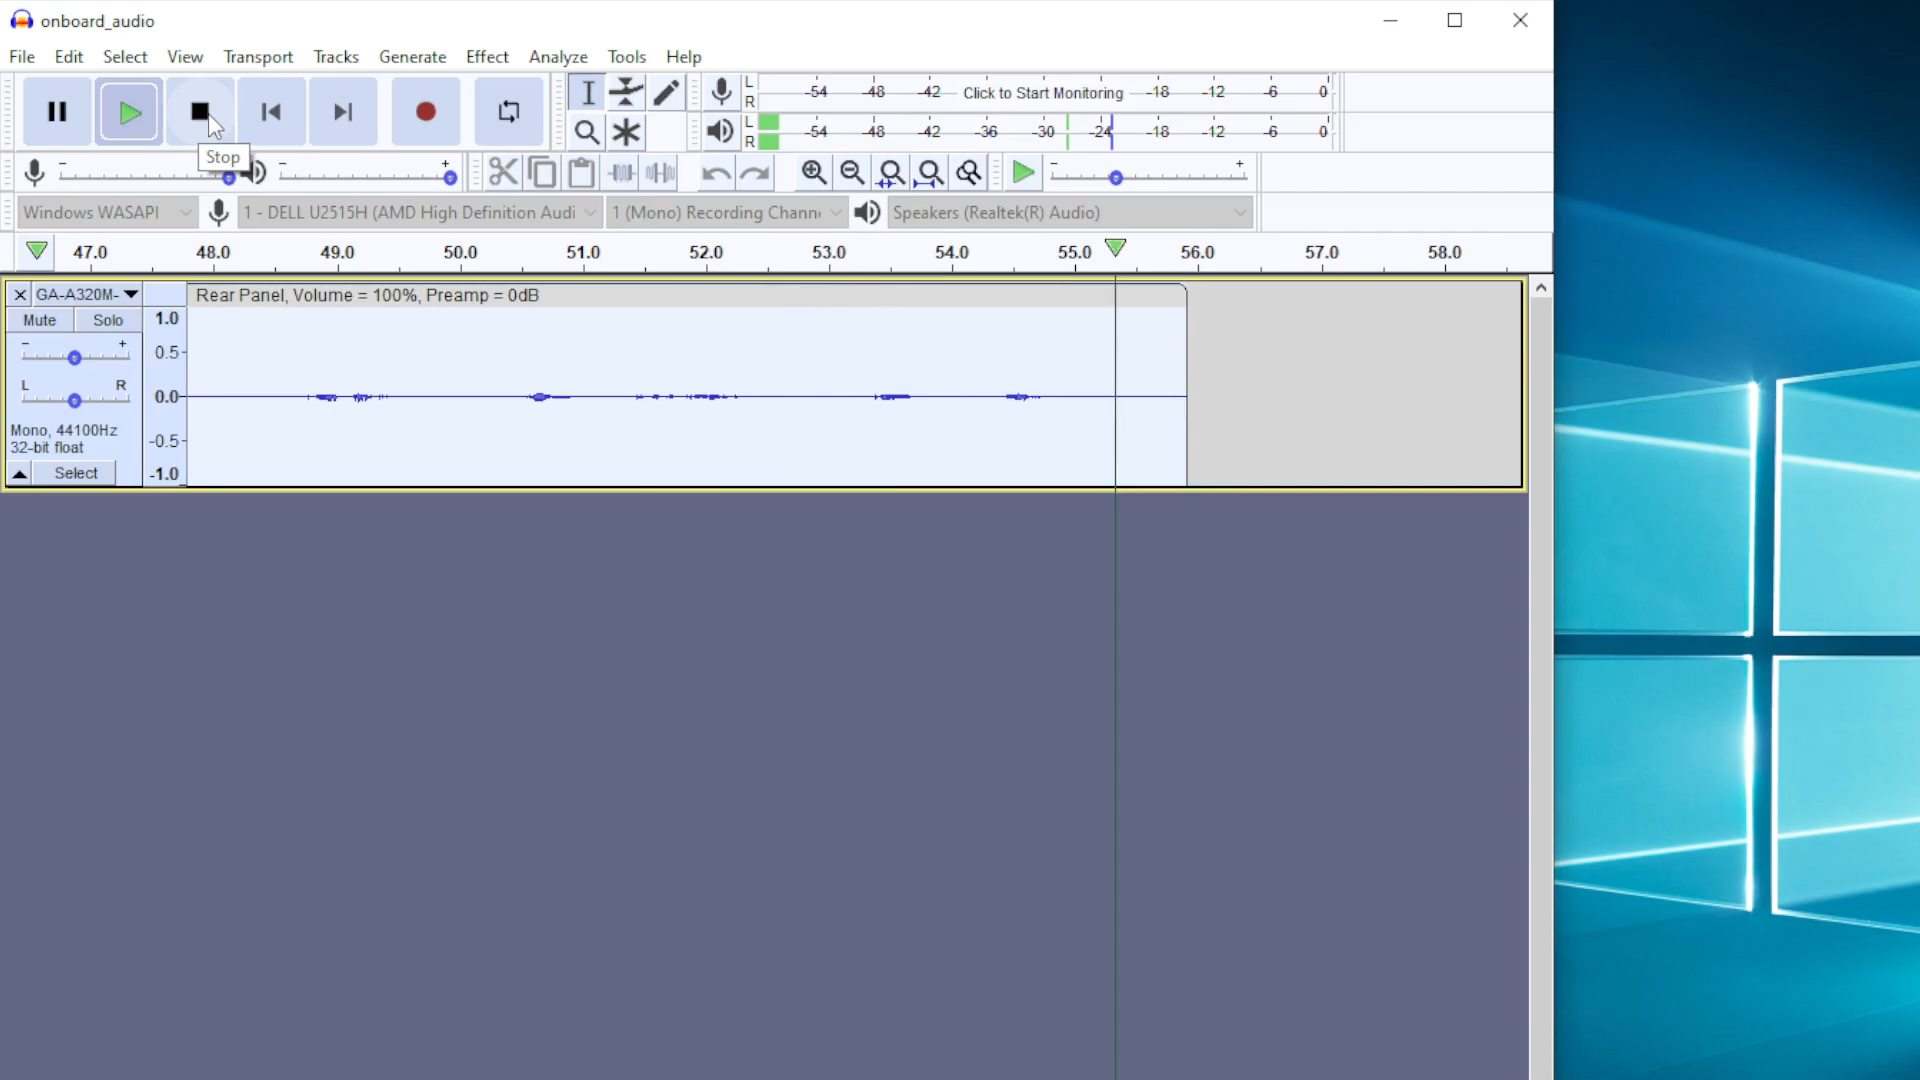 onboard_audio
File Edit Select View Transport Tracks Generate Effect Analyze Tools Help
L R -54 -48 -42 Click to Start Monitoring -18 -12 -6 0
L R -54 -48 -42 -36 -30 -24 -18 -12 -6 0
Stop
Windows WASAPI 1 - DELL U2515H (AMD High Definition Audi 1 (Mono) Recording Chann Speakers (Realtek(R) Audio)
47.0 48.0 49.0 50.0 51.0 52.0 53.0 54.0 55.0 56.0 57.0 58.0
GA-A320M- Rear Panel, Volume = 100%, Preamp = 0dB
Mute Solo 1.0
- + 0.5
L R 0.0
Mono, 44100Hz
32-bit float -0.5
Select -1.0